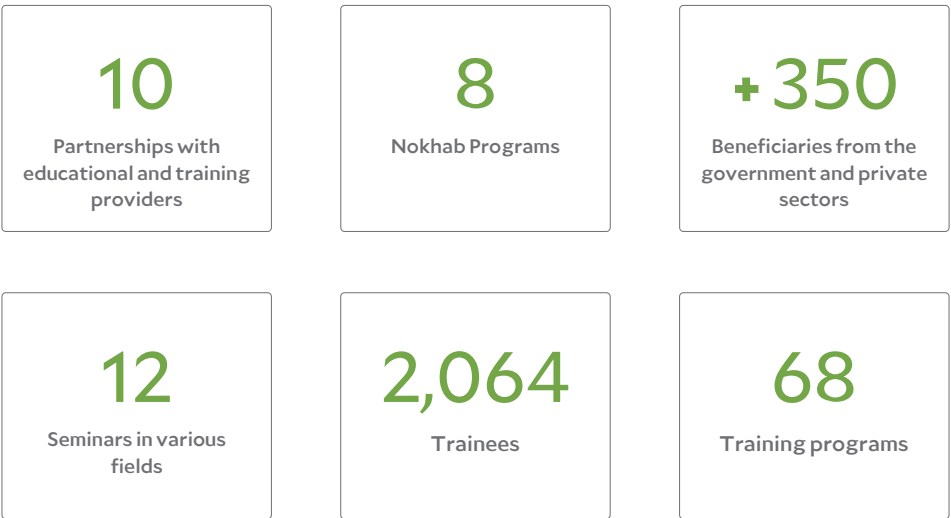 10
Partnerships with
educational and training
providers
8
Nokhab Programs
+ 350
Beneficiaries from the
government and private
sectors
12
Seminars in various
fields
2,064
Trainees
68
Training programs